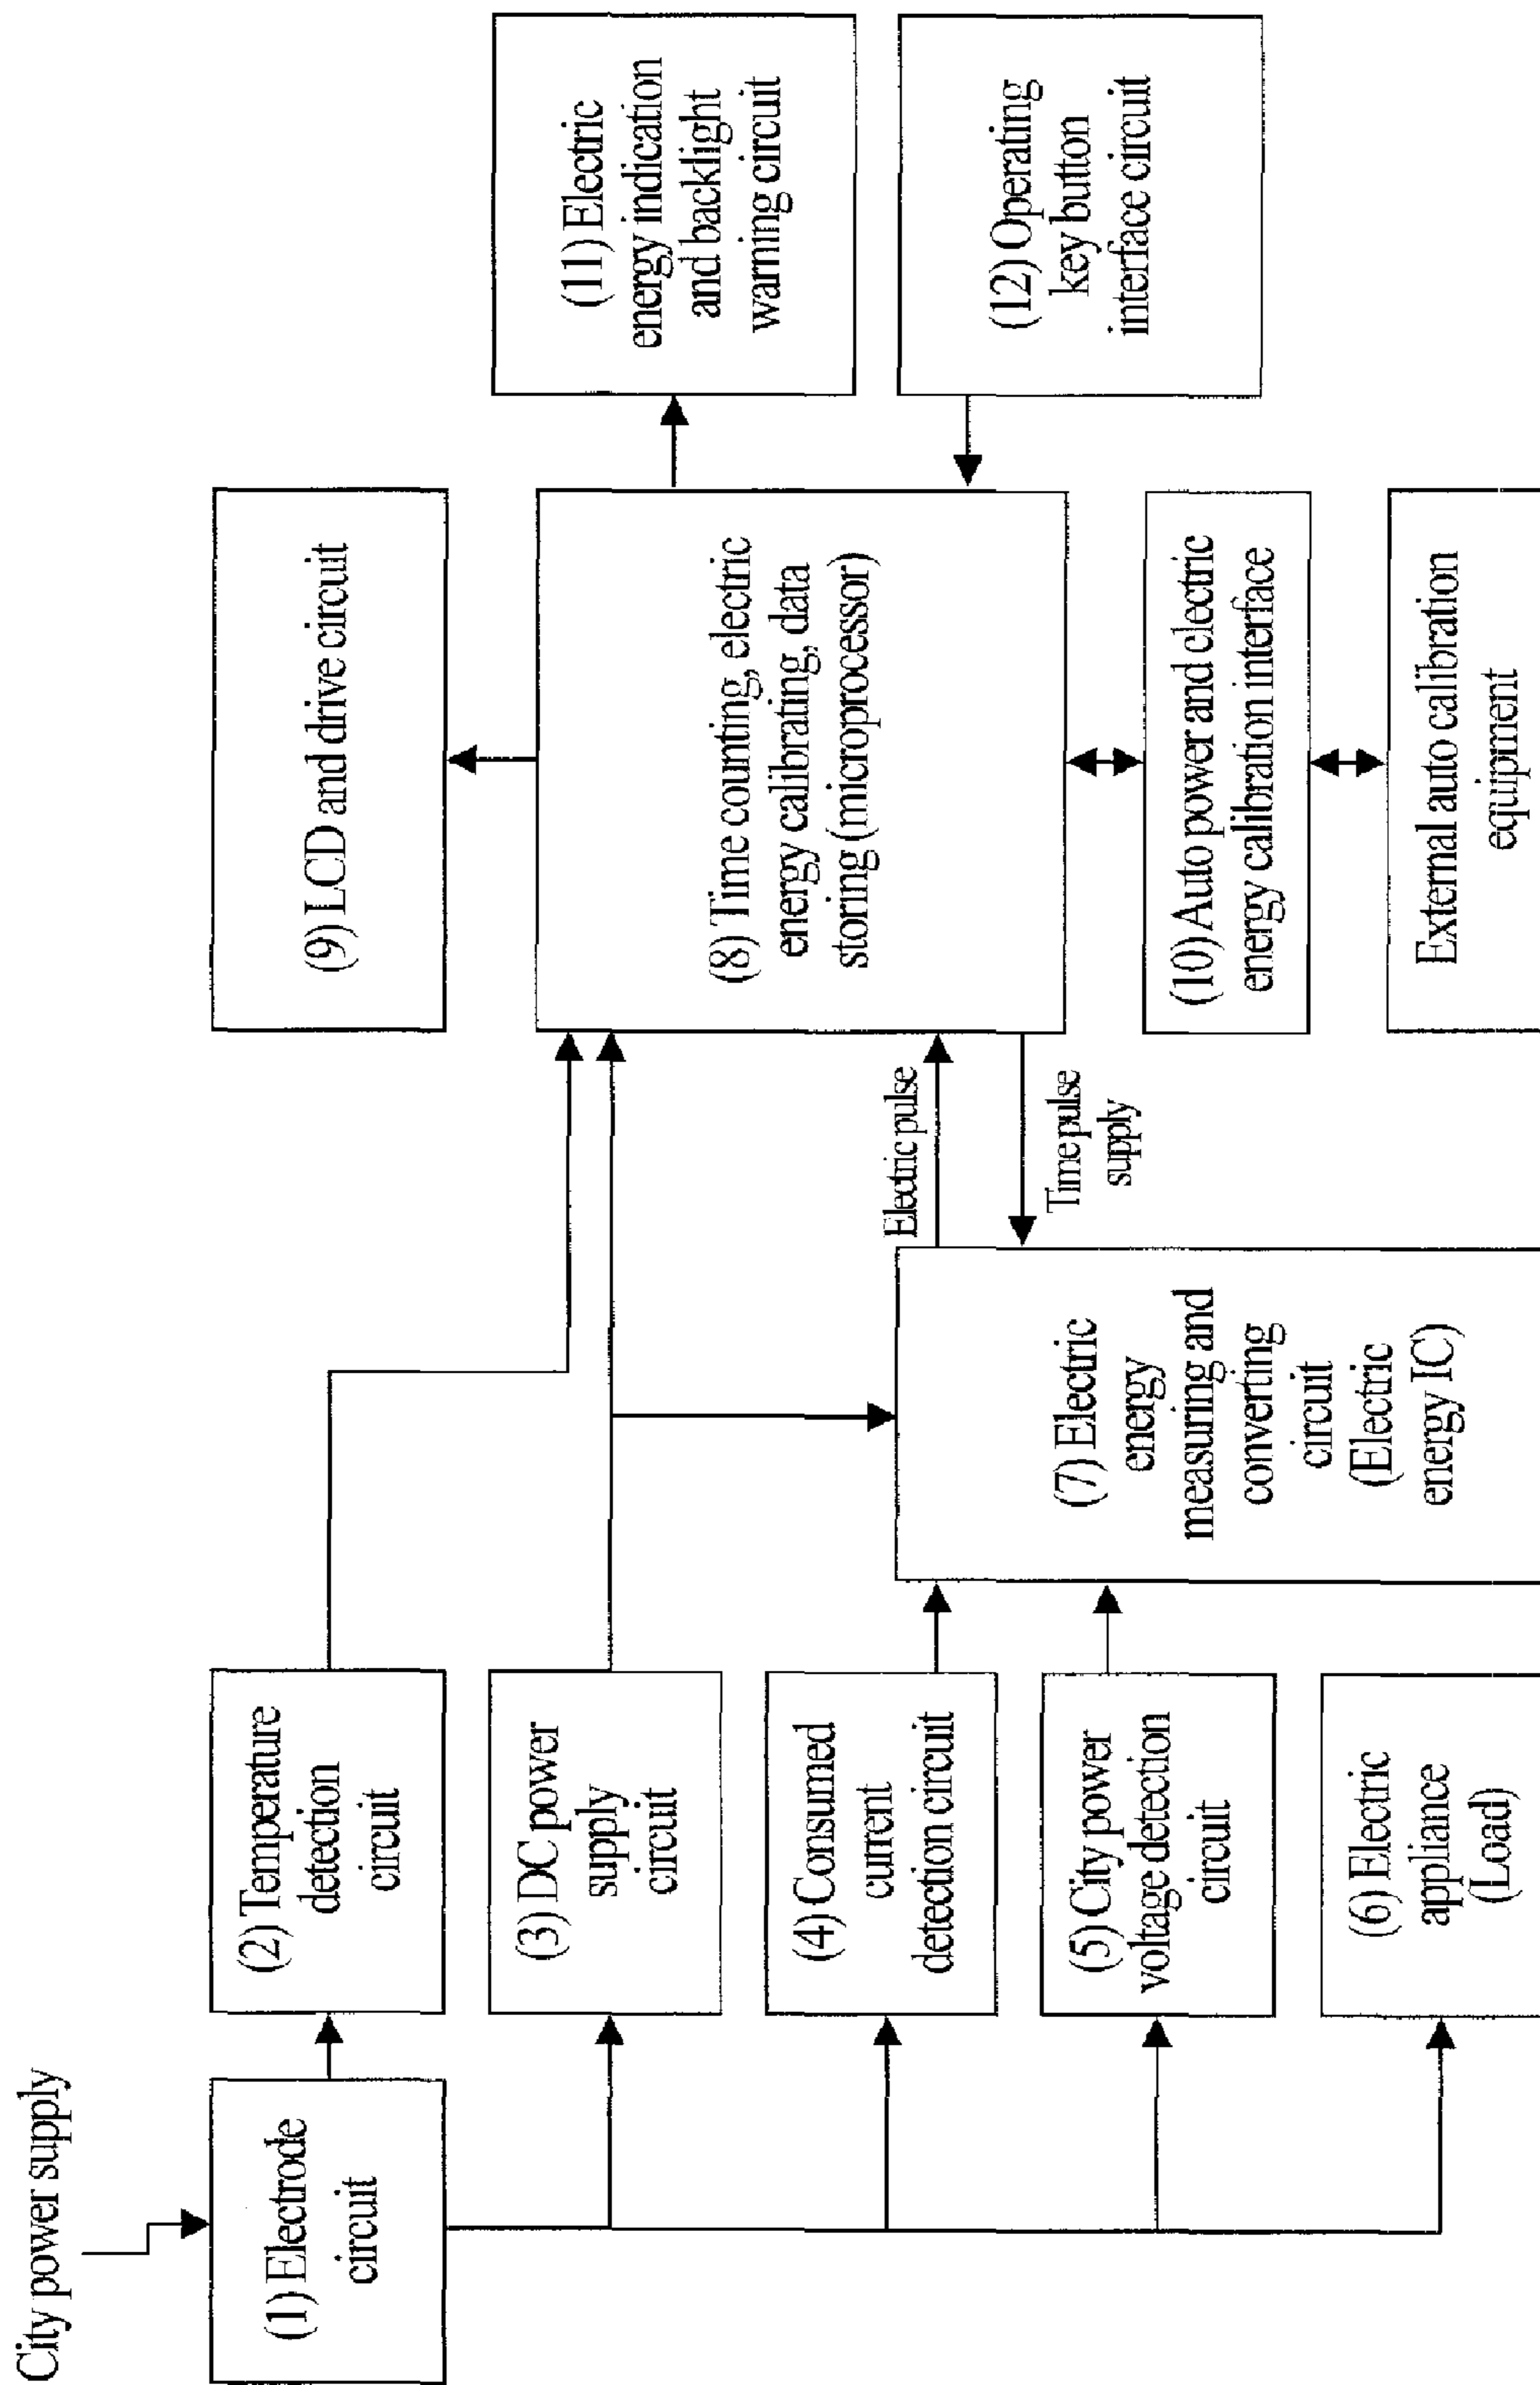 City power supply
(1) Electrode
circuit
(2) Temperature
detection
circuit
(3) DC power
supply
circuit
(4) Consumed
current
detection circuit
(5) City power
voltage detection
circuit
(6) Electric
appliance
(Load)
(7) Electric
energy
measuring and
converting
circuit
(Electric
energy IC)
Electric pulse
Time pulse
supply
(8) Time counting, electric
energy calibrating, data
storing (microprocessor)
(9) LCD and drive circuit
(10) Auto power and electric
energy calibration interface
External auto calibration
equipment
(11) Electric
energy indication
and backlight
warning circuit
(12) Operating
key button
interface circuit